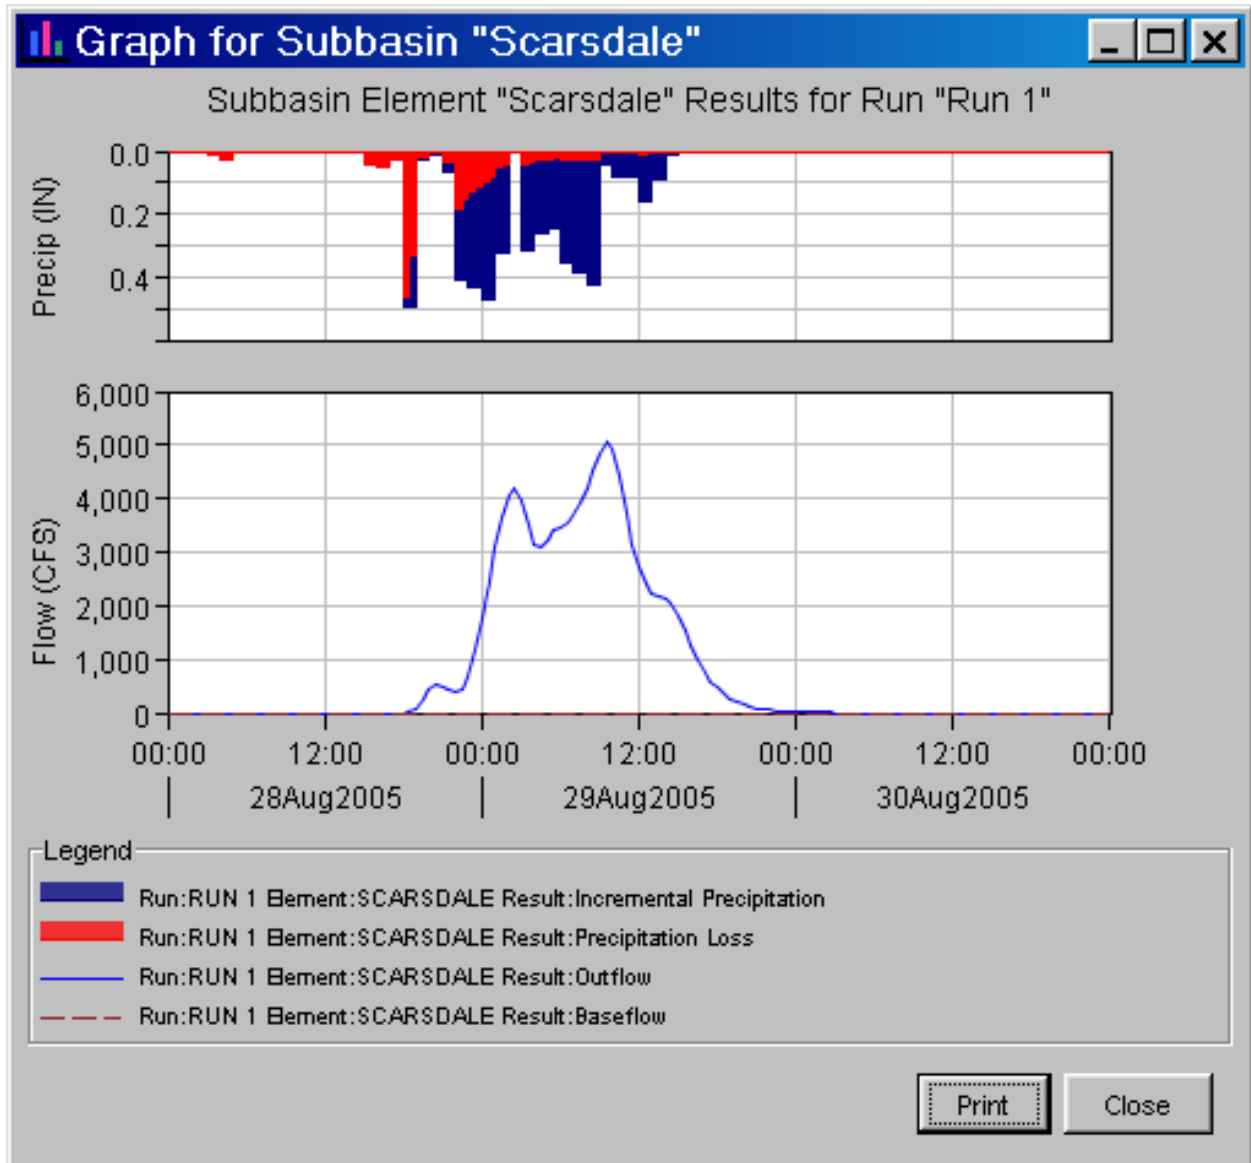 Graph for Subbasin "Scarsdale"
Subbasin Element "Scarsdale" Results for Run "Run 1"
Precip (IN)
0.0
0.2
0.4
Flow (CFS)
6,000
5,000
4,000
3,000
2,000
1,000
0
00:00 12:00 00:00 12:00 00:00 12:00 00:00
28Aug2005 29Aug2005 30Aug2005
Legend
Run:RUN 1 Element:SCARSDALE Result:Incremental Precipitation
Run:RUN 1 Element:SCARSDALE Result:Precipitation Loss
Run:RUN 1 Element:SCARSDALE Result:Outflow
Run:RUN 1 Element:SCARSDALE Result:Baseflow
Print Close